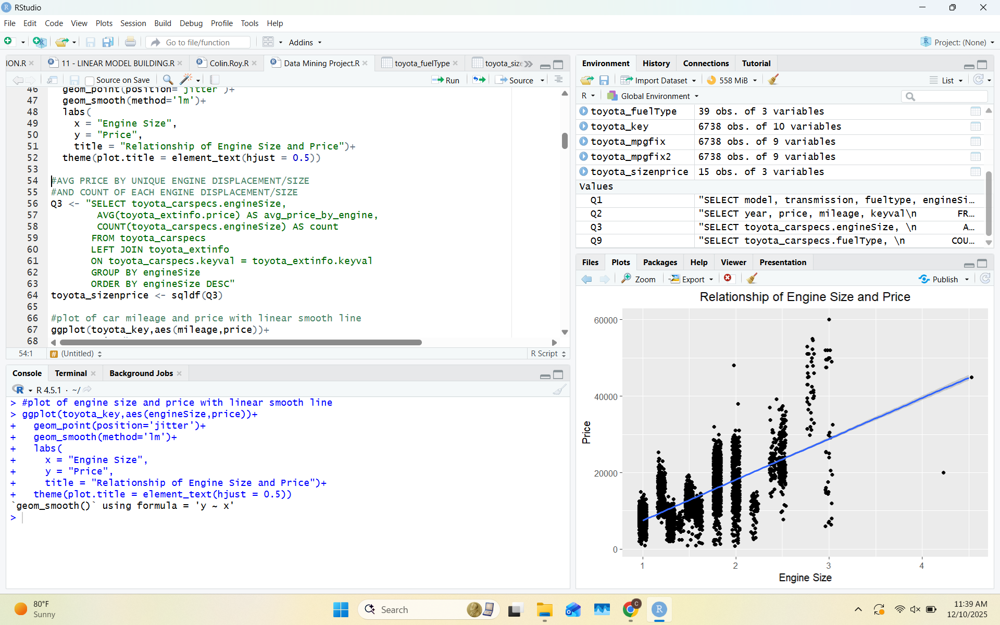 RStudio
File Edit Code View Plots Session Build Debug Profile Tools Help
Go to file/function Addins Project: (None)
ION.R 11 - LINEAR MODEL BUILDING.R Colin.Roy.R Data Mining Project.R toyota_fuelType toyota_size
Source on Save Run Source
46 geom_point(position='jitter')+
47 geom_smooth(method='lm')+
48 labs(
49 x = "Engine Size",
50 y = "Price",
51 title = "Relationship of Engine Size and Price")+
52 theme(plot.title = element_text(hjust = 0.5))
53
54 #AVG PRICE BY UNIQUE ENGINE DISPLACEMENT/SIZE
55 #AND COUNT OF EACH ENGINE DISPLACEMENT/SIZE
56 Q3 <- "SELECT toyota_carspecs.engineSize,
57 AVG(toyota_extinfo.price) AS avg_price_by_engine,
58 COUNT(toyota_carspecs.engineSize) AS count
59 FROM toyota_carspecs
60 LEFT JOIN toyota_extinfo
61 ON toyota_carspecs.keyval = toyota_extinfo.keyval
62 GROUP BY engineSize
63 ORDER BY engineSize DESC"
64 toyota_sizenprice <- sqldf(Q3)
65
66 #plot of car mileage and price with linear smooth line
67 ggplot(toyota_key,aes(mileage,price))+
68
54:1 # (Untitled) R Script
Console Terminal Background Jobs
R R 4.5.1 · ~/
> #plot of engine size and price with linear smooth line
> ggplot(toyota_key,aes(engineSize,price))+
+ geom_point(position='jitter')+
+ geom_smooth(method='lm')+
+ labs(
+ x = "Engine Size",
+ y = "Price",
+ title = "Relationship of Engine Size and Price")+
+ theme(plot.title = element_text(hjust = 0.5))
`geom_smooth()` using formula = 'y ~ x'
>
Environment History Connections Tutorial
Import Dataset 558 MiB List
R Global Environment
toyota_fuelType 39 obs. of 3 variables
toyota_key 6738 obs. of 10 variables
toyota_mpgfix 6738 obs. of 9 variables
toyota_mpgfix2 6738 obs. of 9 variables
toyota_sizenprice 15 obs. of 3 variables
Values
Q1 "SELECT model, transmission, fueltype, engineSi…
Q2 "SELECT year, price, mileage, keyval\n FR…
Q3 "SELECT toyota_carspecs.engineSize, \n A…
Q9 "SELECT toyota_carspecs.fuelType, \n COU…
Files Plots Packages Help Viewer Presentation
Zoom Export Publish
Relationship of Engine Size and Price
60000
40000
20000
0
Price
1 2 3 4
Engine Size
80°F
Sunny
Search
C
R
11:39 AM
12/10/2025